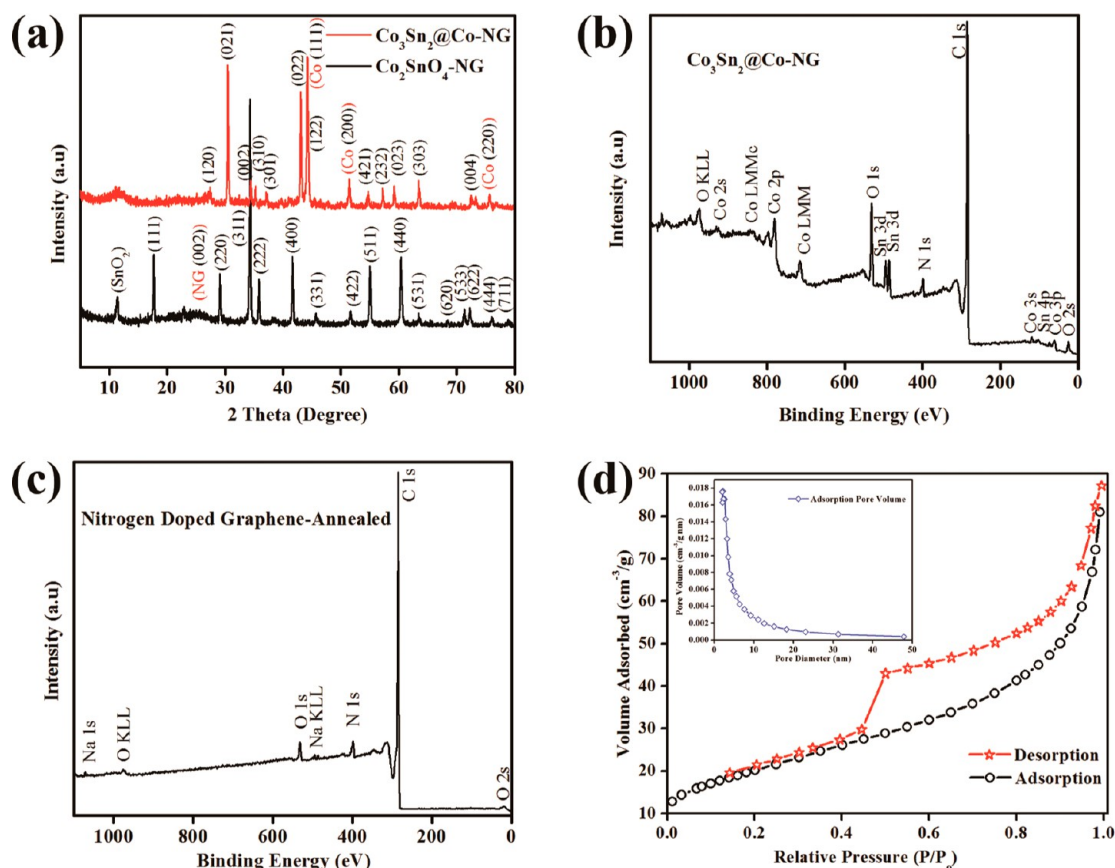 (a)
Co₃Sn₂@Co-NG
Co₂SnO₄-NG
(120)
(021)
(002)
(310)
(301)
(022)
(Co (111))
(122)
(Co (200))
(421)
(232)
(023)
(303)
(004)
(Co (220))
(SnO₂)
(111)
(NG (002))
(220)
(311)
(222)
(400)
(331)
(422)
(511)
(440)
(531)
(620)
(533)
(622)
(444)
(711)
Intensity (a.u)
10 20 30 40 50 60 70 80
2 Theta (Degree)
(b)
Co₃Sn₂@Co-NG
O KLL
Co 2s
Co LMMc
Co 2p
Co LMM
O 1s
Sn 3d
Sn 3d
N 1s
C 1s
Co 3s
Sn 4p
Co 3p
O 2s
Intensity (a.u)
1000 800 600 400 200 0
Binding Energy (eV)
(c)
Nitrogen Doped Graphene-Annealed
Na 1s
O KLL
O 1s
Na KLL
N 1s
C 1s
O 2s
Intensity (a.u)
1000 800 600 400 200 0
Binding Energy (eV)
(d)
90
80
70
60
50
40
30
20
10
Volume Adsorbed (cm⁻³/g)
0.018
0.016
0.014
0.012
0.010
0.008
0.006
0.004
0.002
0.000
Pore Volume (cm⁻³/g nm)
Adsorption Pore Volume
0 10 20 30 40 50
Pore Diameter (nm)
Desorption
Adsorption
0.0 0.2 0.4 0.6 0.8 1.0
Relative Pressure (P/Pₒ)